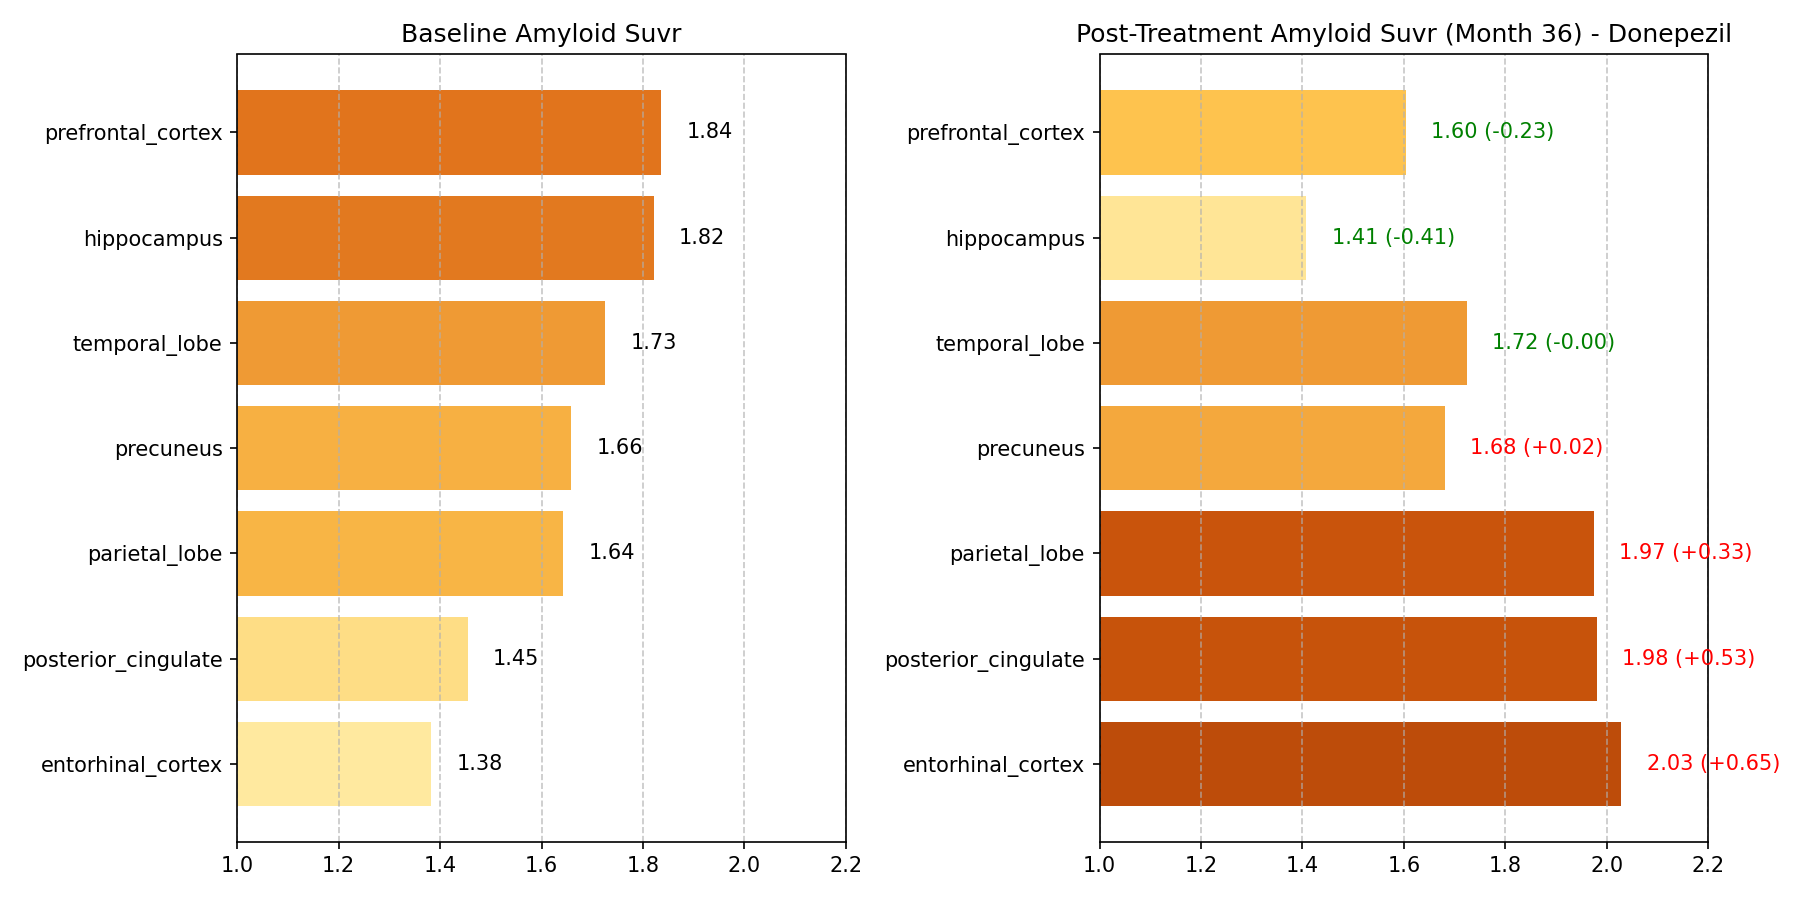 Baseline Amyloid Suvr
prefrontal_cortex
1.84
hippocampus
1.82
temporal_lobe
1.73
precuneus
1.66
parietal_lobe
1.64
posterior_cingulate
1.45
entorhinal_cortex
1.38
1.0 1.2 1.4 1.6 1.8 2.0 2.2
Post-Treatment Amyloid Suvr (Month 36) - Donepezil
prefrontal_cortex
1.60 (-0.23)
hippocampus
1.41 (-0.41)
temporal_lobe
1.72 (-0.00)
precuneus
1.68 (+0.02)
parietal_lobe
1.97 (+0.33)
posterior_cingulate
1.98 (+0.53)
entorhinal_cortex
2.03 (+0.65)
1.0 1.2 1.4 1.6 1.8 2.0 2.2